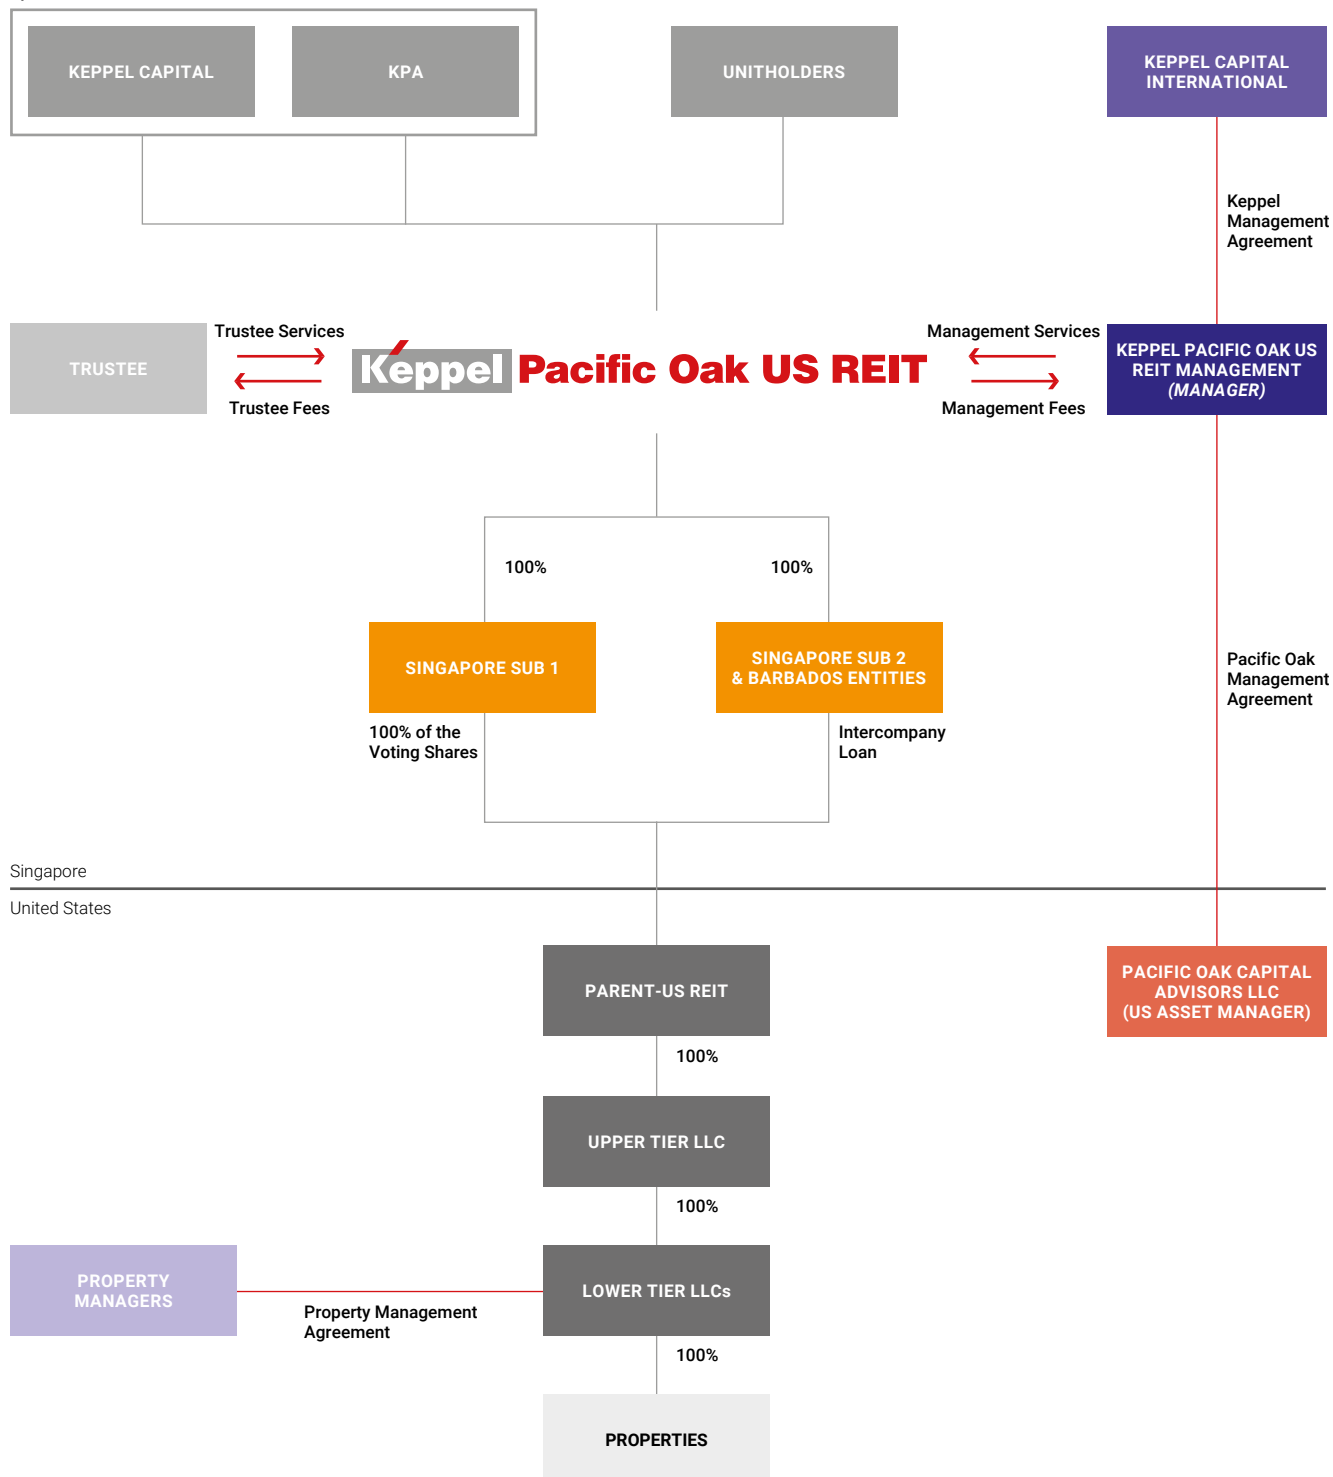 KEPPEL CAPITAL
KPA
UNITHOLDERS
KEPPEL CAPITAL
INTERNATIONAL
Keppel
Management
Agreement
TRUSTEE
Trustee Services
Trustee Fees
Keppel Pacific Oak US REIT
Management Services
Management Fees
KEPPEL PACIFIC OAK US
REIT MANAGEMENT
(MANAGER)
100%
100%
SINGAPORE SUB 1
SINGAPORE SUB 2
& BARBADOS ENTITIES
100% of the
Voting Shares
Intercompany
Loan
Pacific Oak
Management
Agreement
Singapore
United States
PARENT-US REIT
PACIFIC OAK CAPITAL
ADVISORS LLC
(US ASSET MANAGER)
100%
UPPER TIER LLC
100%
PROPERTY
MANAGERS
Property Management
Agreement
LOWER TIER LLCs
100%
PROPERTIES